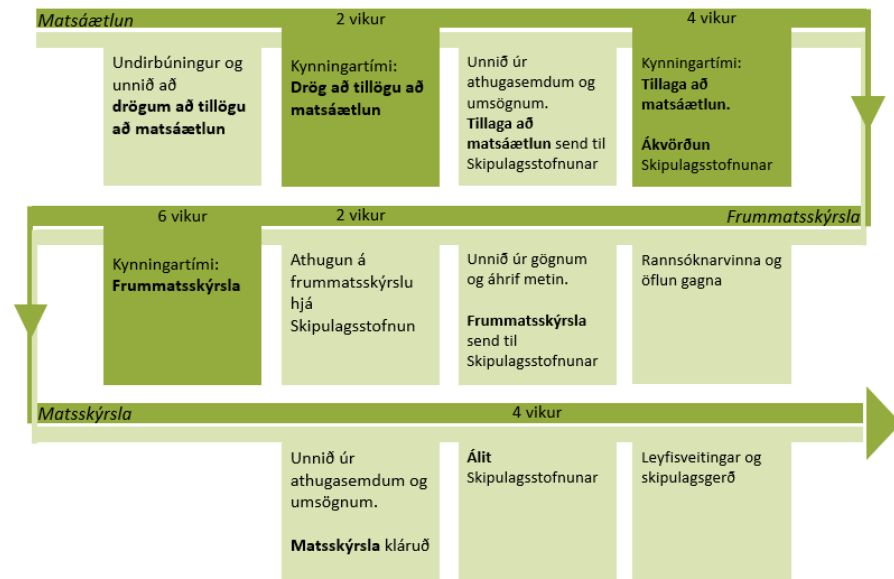 Matsáætlun
2 vikur
4 vikur
Undirbúningur og
unnið að
drögum að tillögu
að matsáætlun
Kynningartími:
Drög að tillögu að
matsáætlun
Unnið úr
athugasemdum og
umsögnum.
Tillaga að
matsáætlun send til
Skipulagsstofnunar
Kynningartími:
Tillaga að
matsáætlun.
Ákvörðun
Skipulagsstofnunar
6 vikur
2 vikur
Frummatsskýrsla
Kynningartími:
Frummatsskýrsla
Athugun á
frummatsskýrslu
hjá
Skipulagsstofnun
Unnið úr gögnum
og áhrif metin.
Frummatsskýrsla
send til
Skipulagsstofnunar
Rannsóknarvinna og
öflun gagna
Matsskýrsla
4 vikur
Unnið úr
athugasemdum og
umsögnum.
Matsskýrsla kláruð
Álit
Skipulagsstofnunar
Leyfisveitingar og
skipulagsgerð